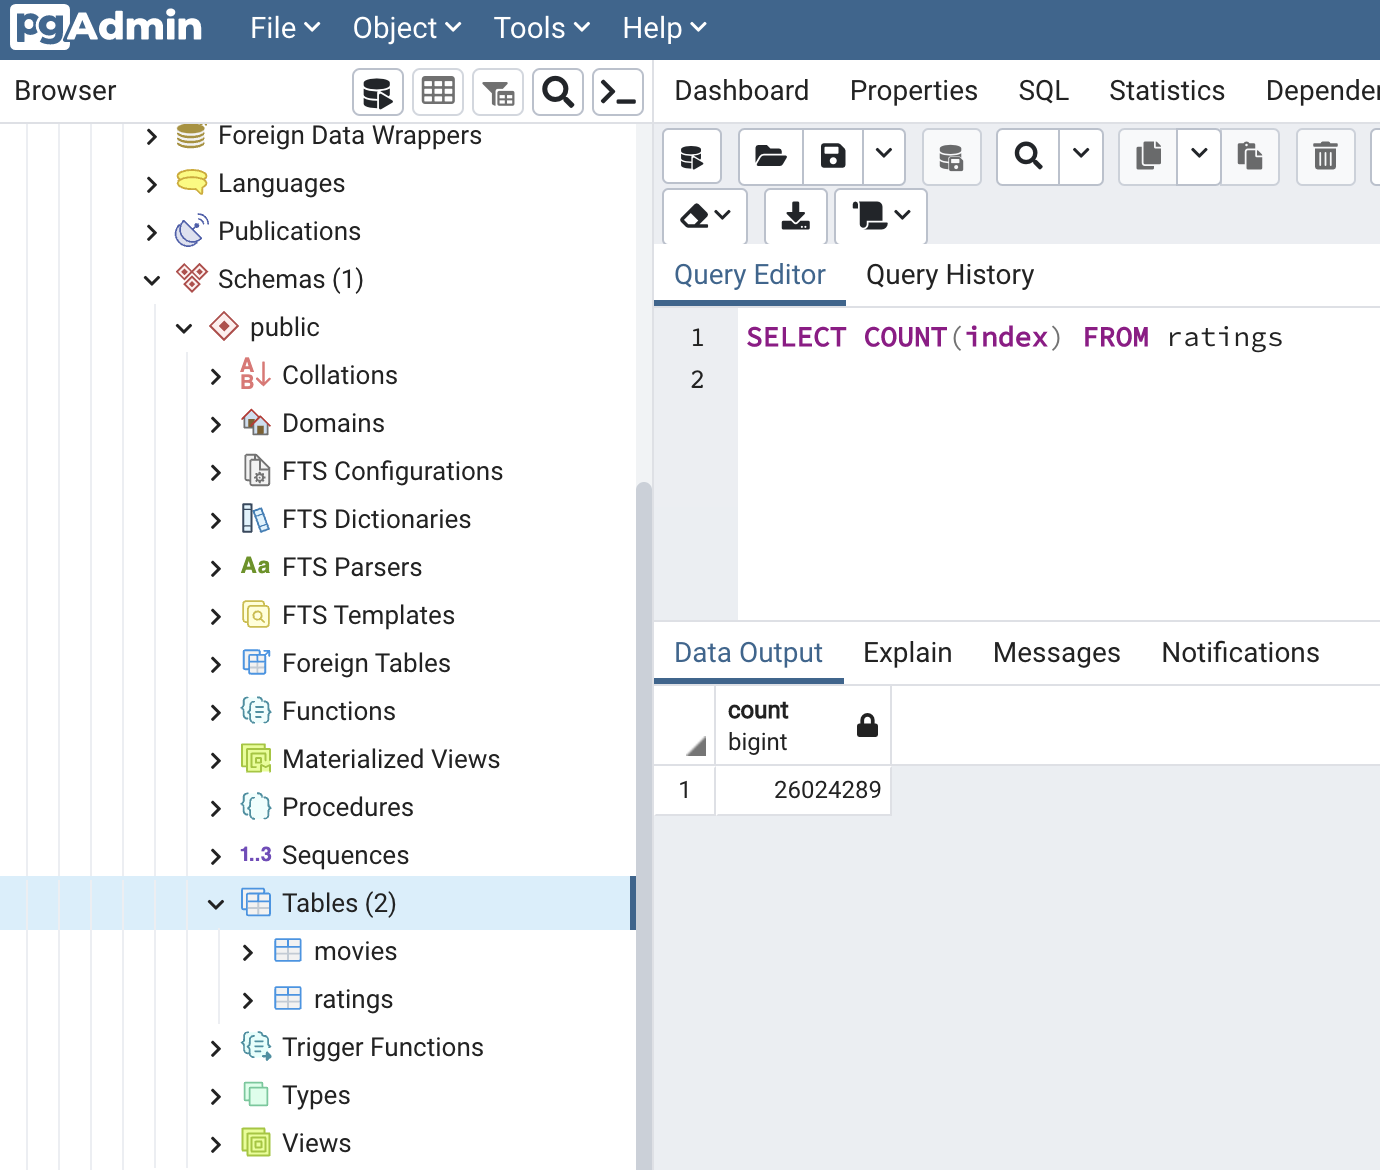 pgAdmin File Object Tools Help
Browser
Dashboard Properties SQL Statistics
Foreign Data Wrappers
Languages
Publications
Schemas (1)
public
Collations
Domains
FTS Configurations
FTS Dictionaries
Aa FTS Parsers
FTS Templates
Foreign Tables
Functions
Materialized Views
Procedures
1..3 Sequences
Tables (2)
movies
ratings
Trigger Functions
Types
Views
Query Editor Query History
1 SELECT COUNT(index) FROM ratings
2
Data Output Explain Messages Notifications
count
bigint
1 26024289